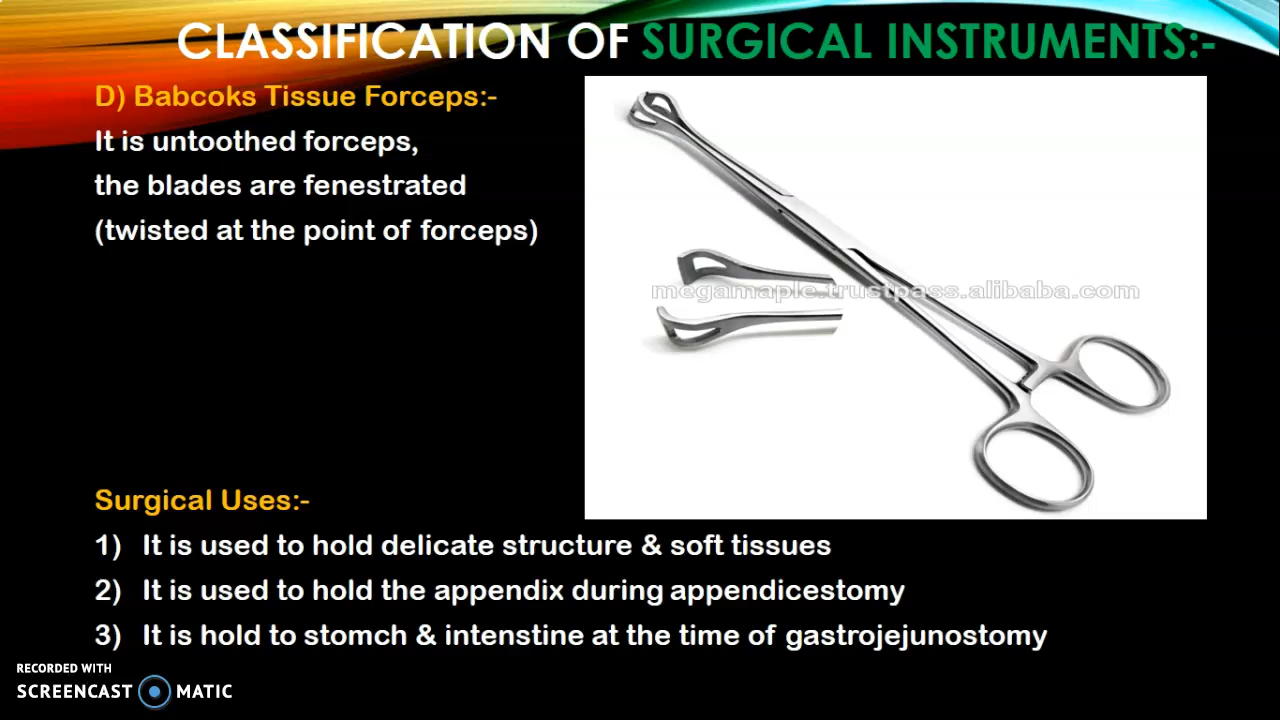 CLASSIFICATION OF SURGICAL INSTRUMENTS:-
D) Babcoks Tissue Forceps:-
It is untoothed forceps,
the blades are fenestrated
(twisted at the point of forceps)
megamaple.trustpass.alibaba.com
Surgical Uses:-
1) It is used to hold delicate structure & soft tissues
2) It is used to hold the appendix during appendicestomy
3) It is hold to stomch & intenstine at the time of gastrojejunostomy
RECORDED WITH
SCREENCAST MATIC